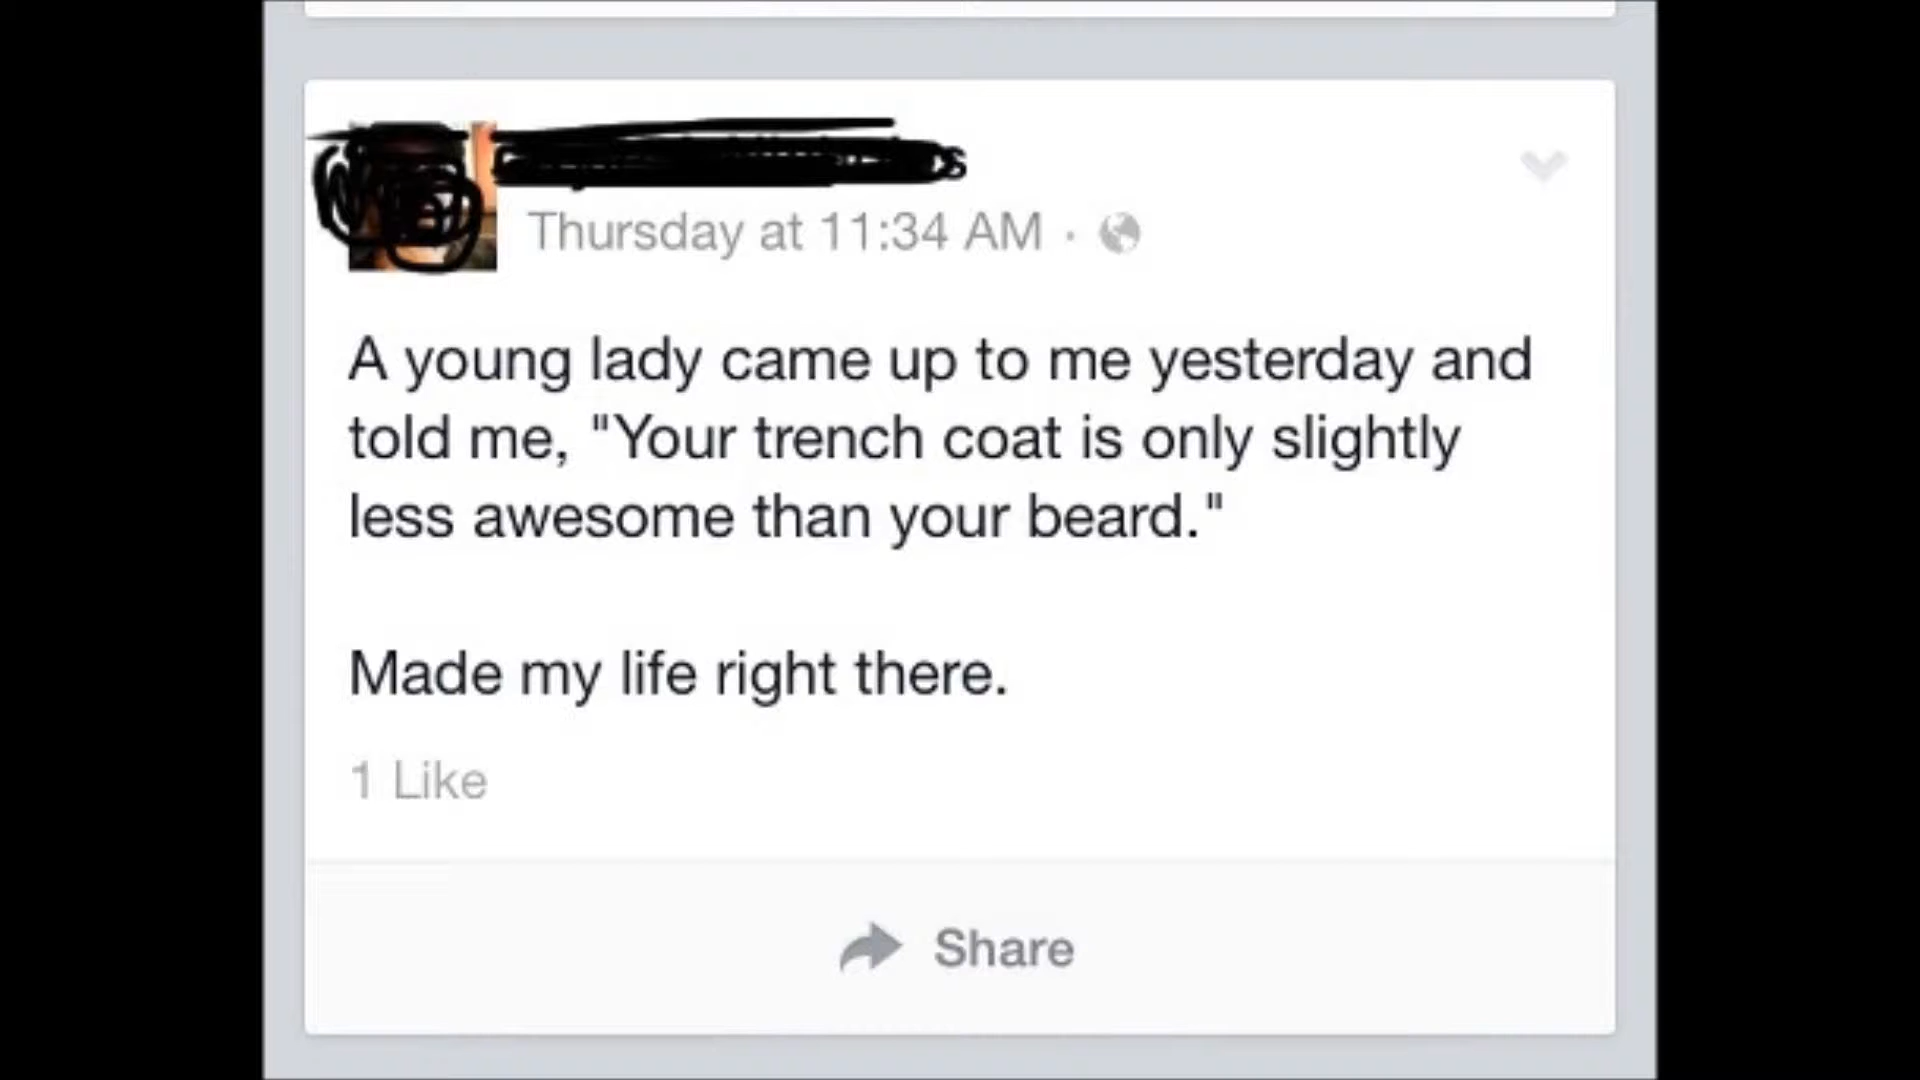 Thursday at 11:34 AM ·
A young lady came up to me yesterday and
told me, "Your trench coat is only slightly
less awesome than your beard."
Made my life right there.
1 Like
Share